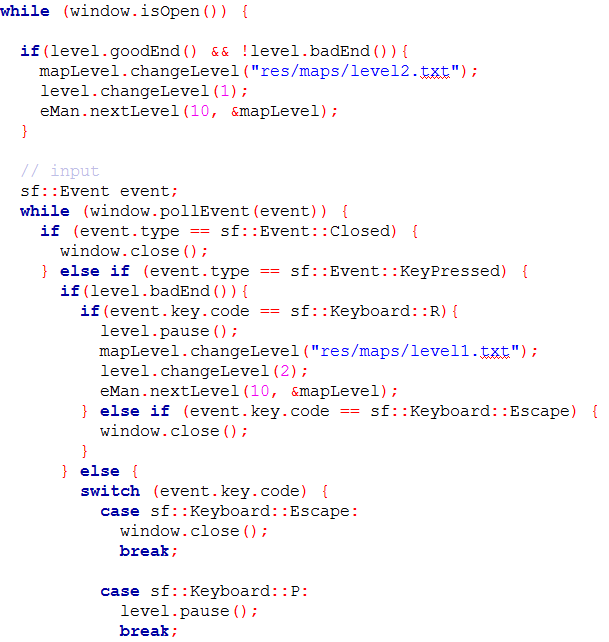 while (window.isOpen()) {

  if(level.goodEnd() && !level.badEnd()){
    mapLevel.changeLevel("res/maps/level2.txt");
    level.changeLevel(1);
    eMan.nextLevel(10, &mapLevel);
  }

  // input
  sf::Event event;
  while (window.pollEvent(event)) {
    if (event.type == sf::Event::Closed) {
      window.close();
    } else if (event.type == sf::Event::KeyPressed) {
      if(level.badEnd()){
        if(event.key.code == sf::Keyboard::R){
          level.pause();
          mapLevel.changeLevel("res/maps/level1.txt");
          level.changeLevel(2);
          eMan.nextLevel(10, &mapLevel);
        } else if (event.key.code == sf::Keyboard::Escape) {
          window.close();
        }
      } else {
        switch (event.key.code) {
          case sf::Keyboard::Escape:
            window.close();
            break;

          case sf::Keyboard::P:
            level.pause();
            break;